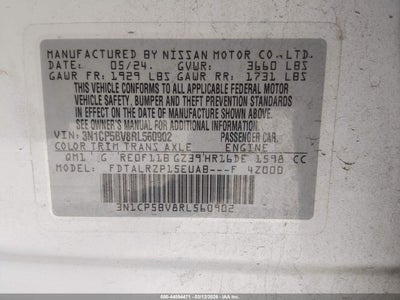 MANUFACTURED BY NISSAN MOTOR CO.,LTD.
DATE: 05/24. GVWR: 3660 LBS
GAWR FR: 1929 LBS GAWR RR: 1731 LBS
THIS VEHICLE CONFORMS TO ALL APPLICABLE FEDERAL MOTOR
VEHICLE SAFETY, BUMPER AND THEFT PREVENTION STANDARDS
IN EFFECT ON THE DATE OF MANUFACTURE SHOWN ABOVE.
SEE OWNER'S MANUAL FOR ADDITIONAL INFORMATION.
VIN: 3N1CP5BV8RL560902 PASSENGER CAR.
COLOR TRIM TRANS AXLE ENGINE
QM1 G RE0F11B GZ39 HR16DE 1598 CC
MODEL: FDTALRZP15EUAB---F 4Z000
3N1CP5BV8RL560902